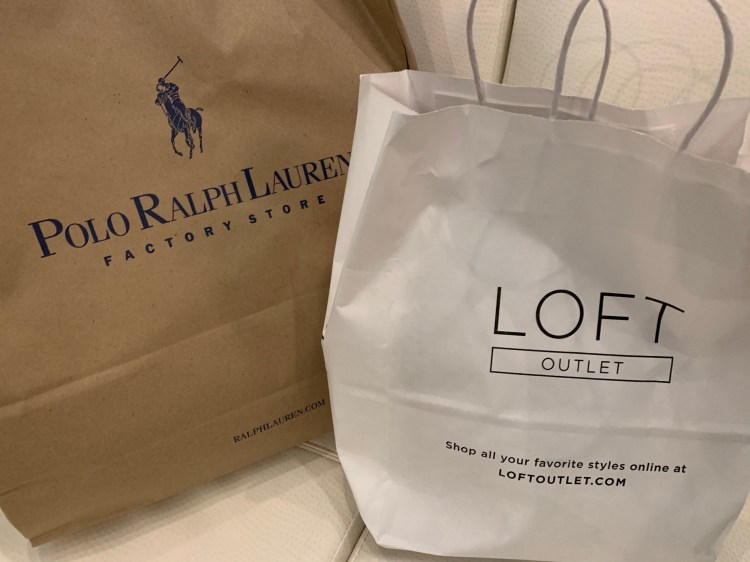 POLO RALPH LAUREN
FACTORY STORE
RALPHLAUREN.COM
LOFT
OUTLET
Shop all your favorite styles online at
LOFTOUTLET.COM